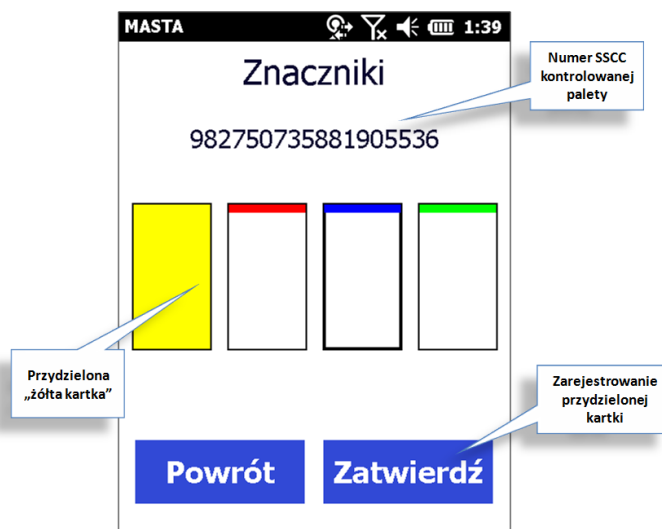 MASTA 1:39
Znaczniki
Numer SSCC
kontrolowanej
palety
982750735881905536
Przydzielona
„żółta kartka”
Zarejestrowanie
przydzielonej
kartki
Powrót Zatwierdź